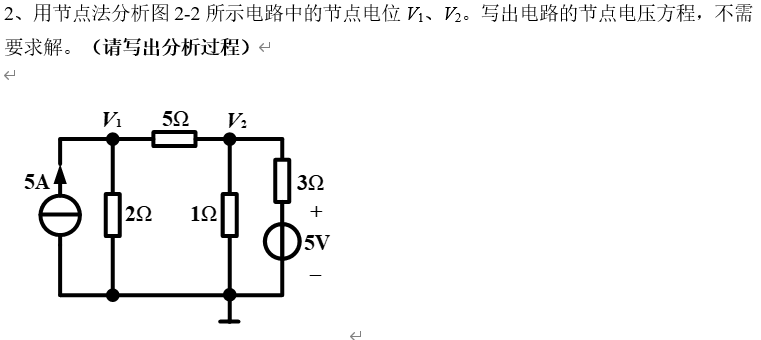 2、用节点法分析图 2-2 所示电路中的节点电位 V₁、V₂。写出电路的节点电压方程，不需
要求解。（请写出分析过程）
V₁
5Ω
V₂
5A
2Ω
1Ω
3Ω
+
5V
−